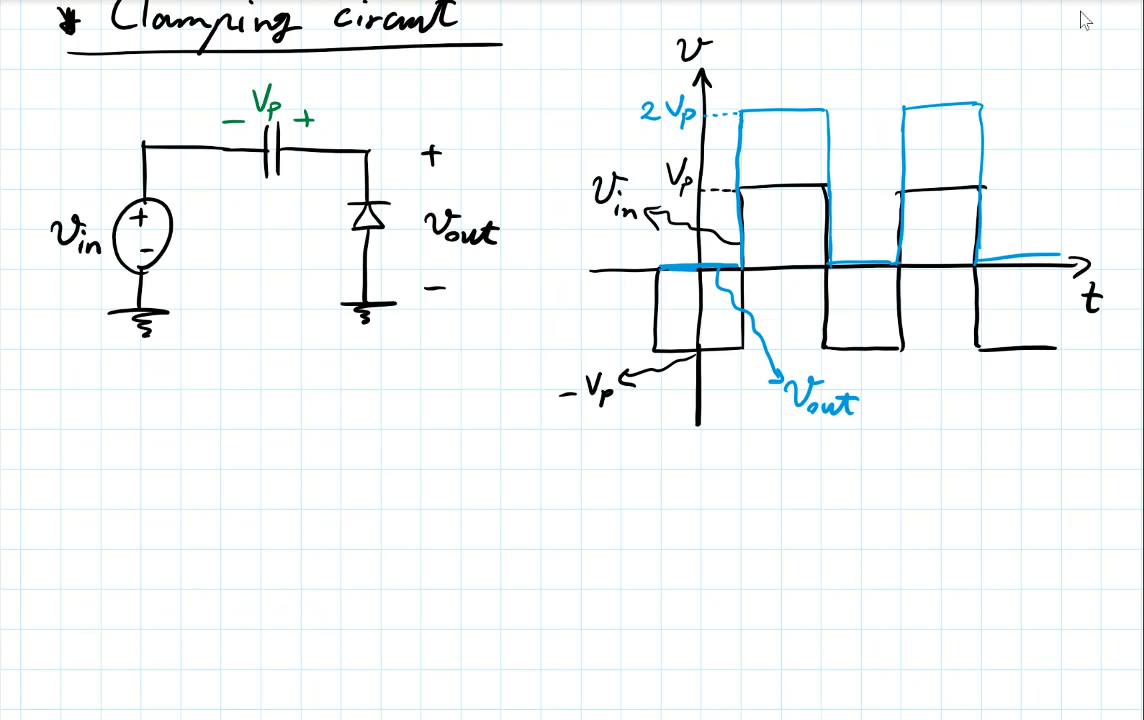 * Clamping circuit
- Vp +
+
Vin
+
-
Vout
-
v
2Vp
Vp
Vin
t
-Vp
Vout